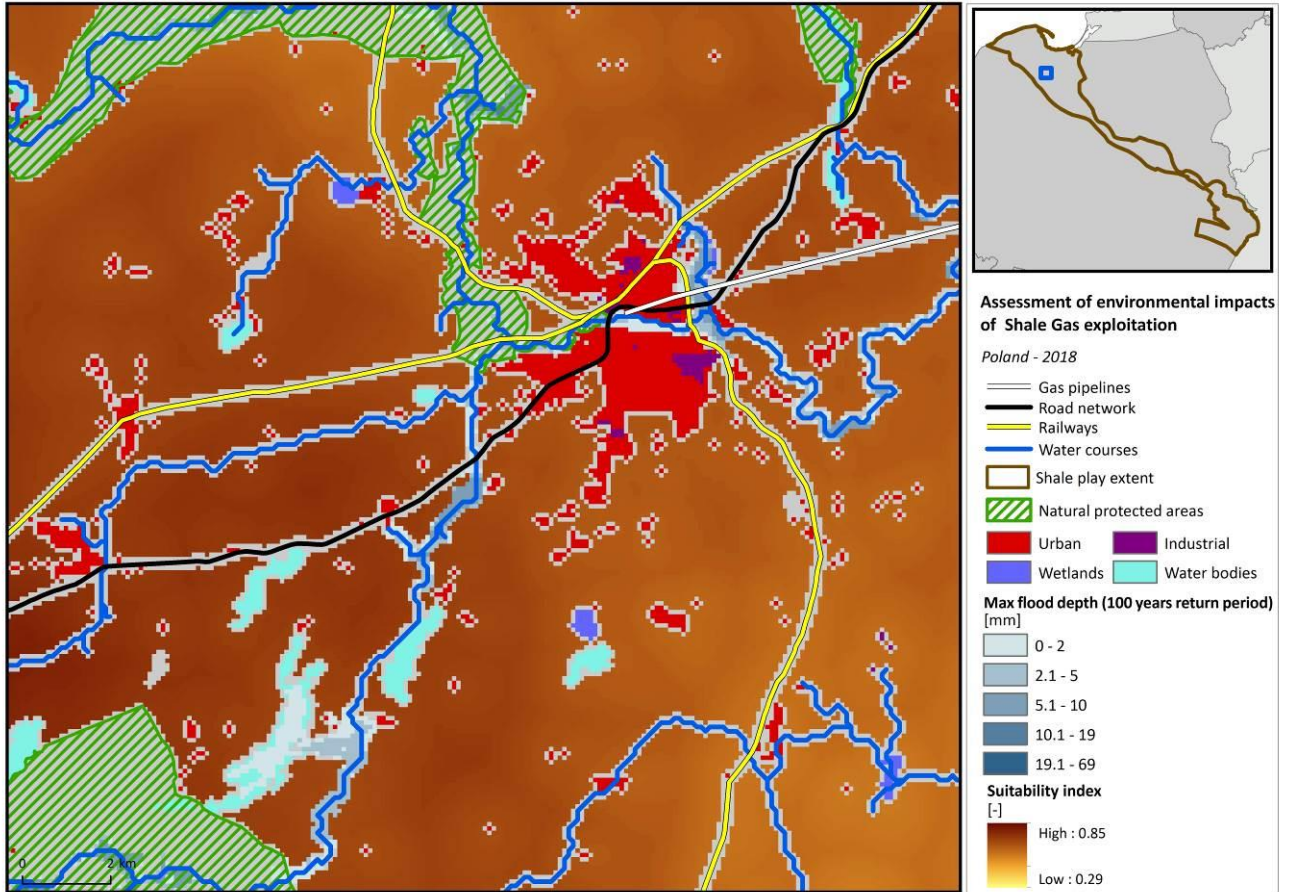 Assessment of environmental impacts
of Shale Gas exploitation
Poland - 2018
Gas pipelines
Road network
Railways
Water courses
Shale play extent
Natural protected areas
Urban
Industrial
Wetlands
Water bodies
Max flood depth (100 years return period)
[mm]
0 - 2
2.1 - 5
5.1 - 10
10.1 - 19
19.1 - 69
Suitability index
[-]
High : 0.85
Low : 0.29
0 2 km